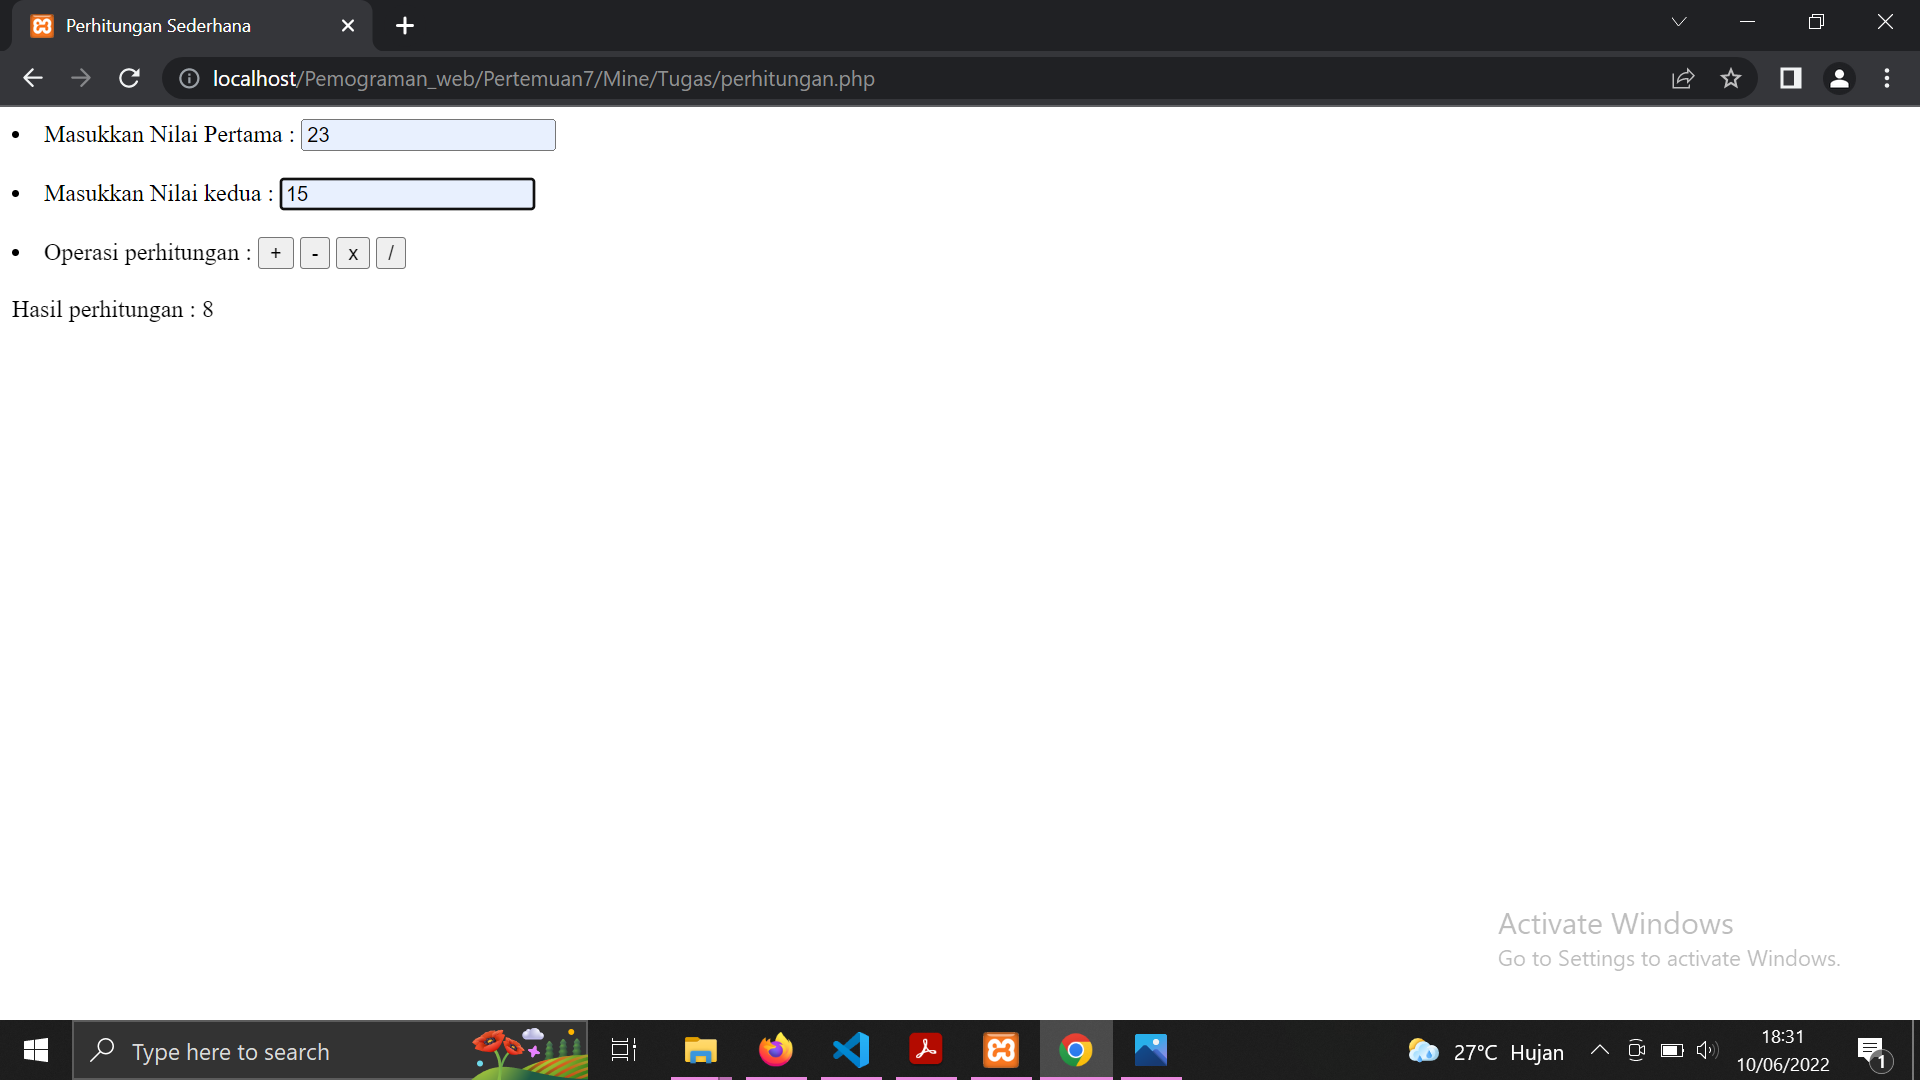 Perhitungan Sederhana
localhost/Pemograman_web/Pertemuan7/Mine/Tugas/perhitungan.php
• Masukkan Nilai Pertama : 23
• Masukkan Nilai kedua : 15
• Operasi perhitungan : + - x /
Hasil perhitungan : 8
Activate Windows
Go to Settings to activate Windows.
Type here to search
27°C Hujan
18:31
10/06/2022
1